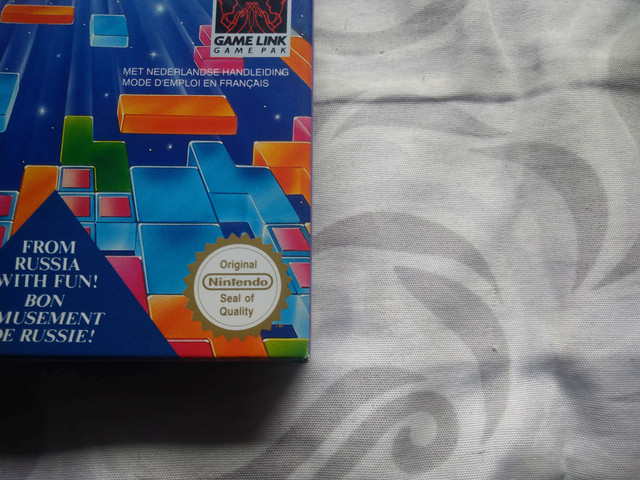 GAME LINK
GAME PAK
MET NEDERLANDSE HANDLEIDING
MODE D'EMPLOI EN FRANÇAIS
FROM
RUSSIA
WITH FUN!
BON
MUSEMENT
DE RUSSIE!
Original
Nintendo
Seal of
Quality